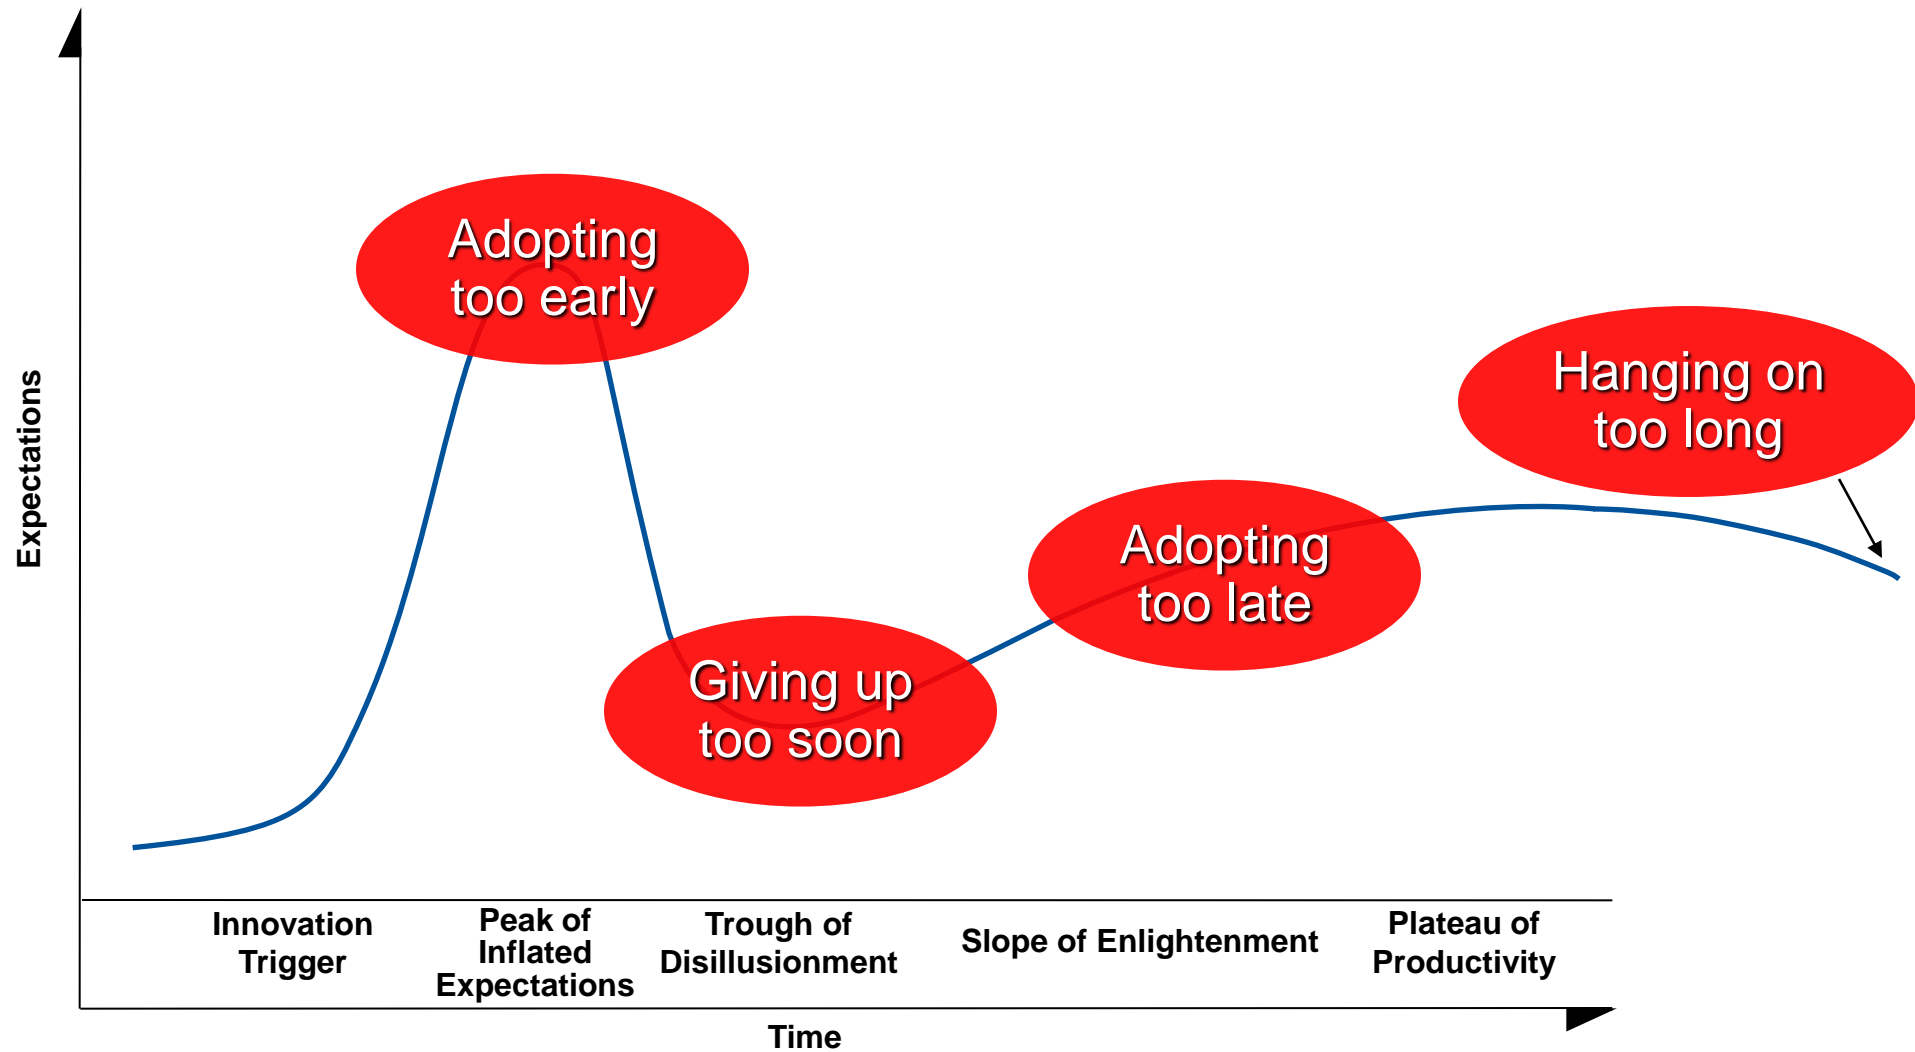 Adopting
too early
Hanging on
too long
Adopting
too late
Giving up
too soon
Expectations
Innovation
Trigger
Peak of
Inflated
Expectations
Trough of
Disillusionment
Slope of Enlightenment
Plateau of
Productivity
Time